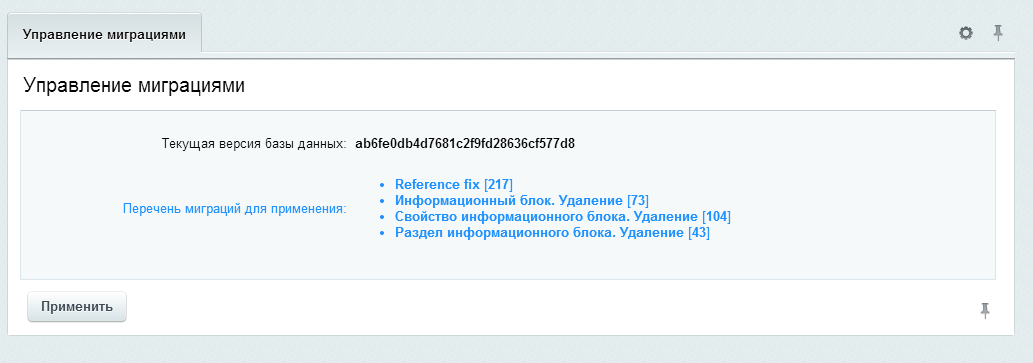 Управление миграциями
Управление миграциями
Текущая версия базы данных: ab6fe0db4d7681c2f9fd28636cf577d8
Перечень миграций для применения:
Reference fix [217]
Информационный блок. Удаление [73]
Свойство информационного блока. Удаление [104]
Раздел информационного блока. Удаление [43]
Применить